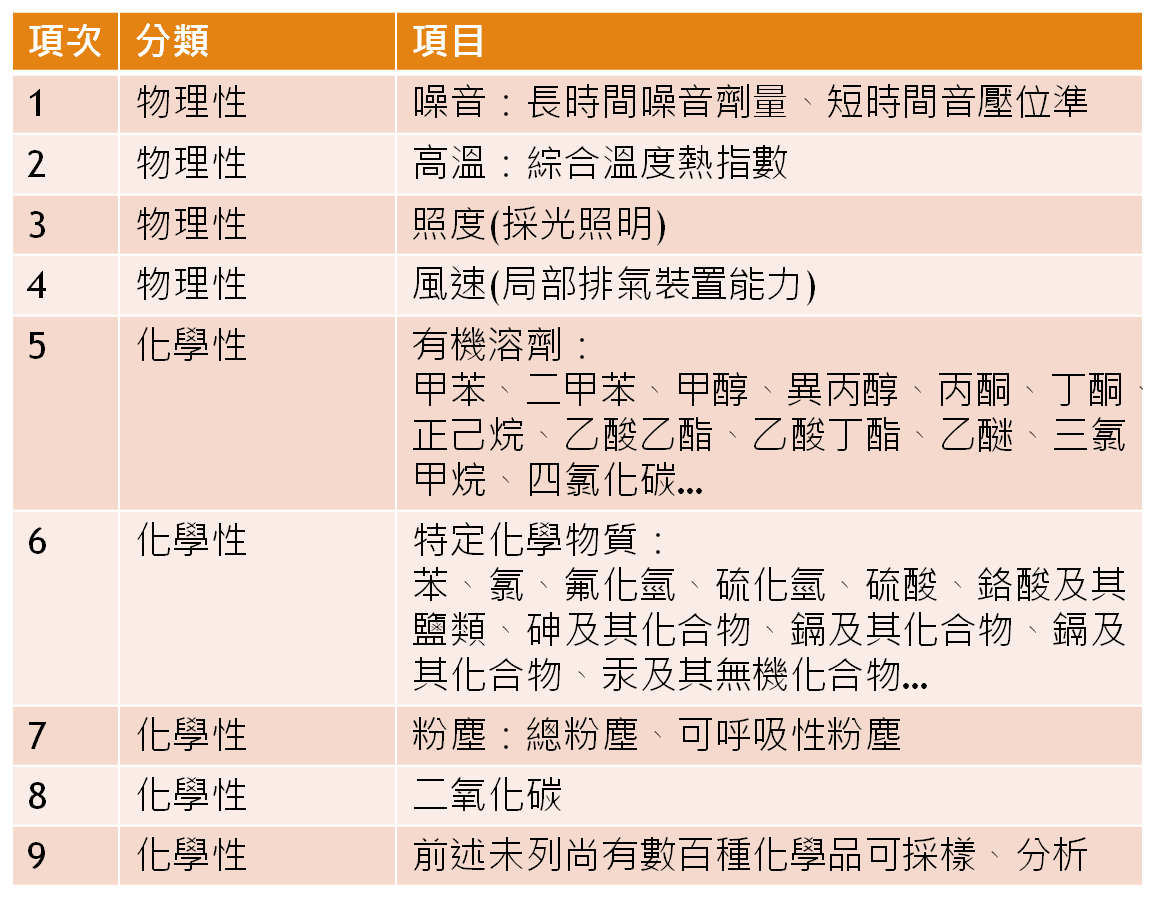 項次 分類 項目
1 物理性 噪音：長時間噪音劑量、短時間音壓位準
2 物理性 高溫：綜合溫度熱指數
3 物理性 照度(採光照明)
4 物理性 風速(局部排氣裝置能力)
5 化學性 有機溶劑：
甲苯、二甲苯、甲醇、異丙醇、丙酮、丁酮、
正己烷、乙酸乙酯、乙酸丁酯、乙醚、三氯
甲烷、四氯化碳…
6 化學性 特定化學物質：
苯、氯、氟化氫、硫化氫、硫酸、鉻酸及其
鹽類、砷及其化合物、鎘及其化合物、鎘及
其化合物、汞及其無機化合物…
7 化學性 粉塵：總粉塵、可呼吸性粉塵
8 化學性 二氧化碳
9 化學性 前述未列尚有數百種化學品可採樣、分析